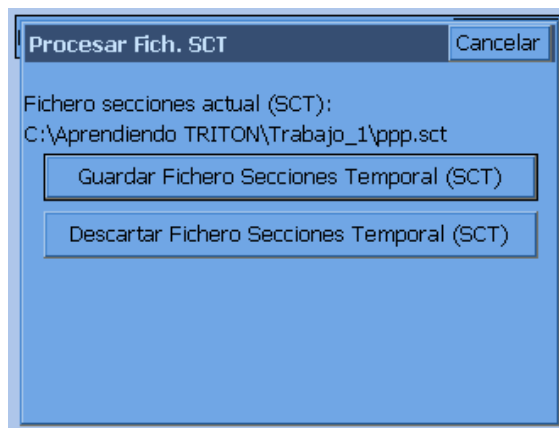 Procesar Fich. SCT
Cancelar
Fichero secciones actual (SCT):
C:\Aprendiendo TRITON\Trabajo_1\ppp.sct
Guardar Fichero Secciones Temporal (SCT)
Descartar Fichero Secciones Temporal (SCT)